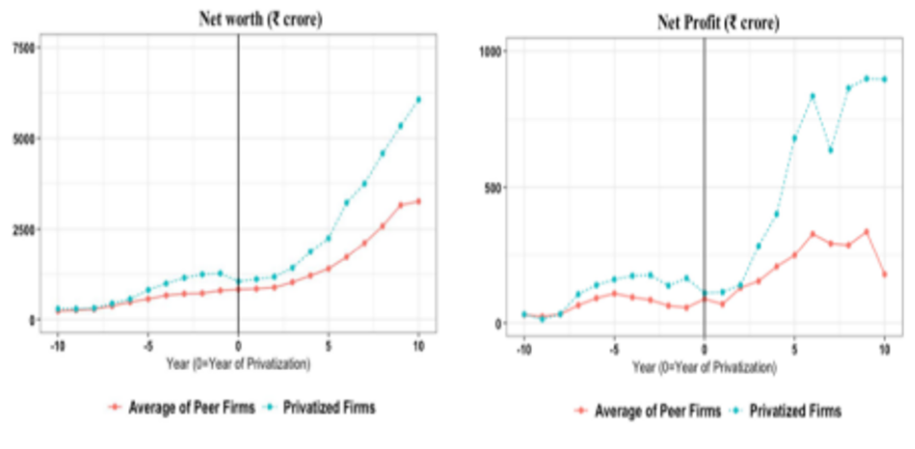 Net worth (₹ crore)
7500
5000
2500
0
-10 -5 0 5 10
Year (0=Year of Privatization)
Average of Peer Firms Privatized Firms
Net Profit (₹ crore)
1000
500
0
-10 -5 0 5 10
Year (0=Year of Privatization)
Average of Peer Firms Privatized Firms